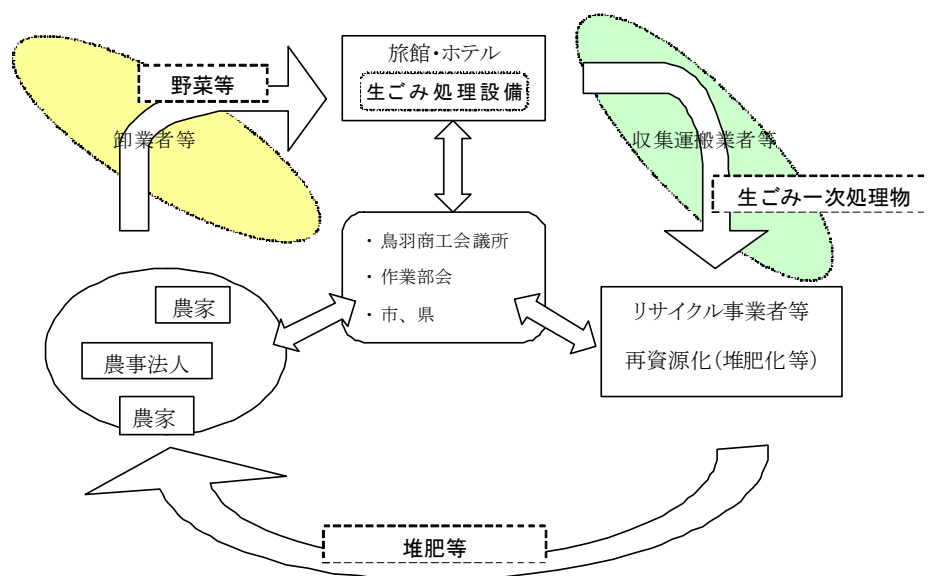 旅館・ホテル
生ごみ処理設備
野菜等
卸業者等
収集運搬業者等
生ごみ一次処理物
・鳥羽商工会議所
・作業部会
・市、県
農家
農事法人
農家
リサイクル事業者等
再資源化(堆肥化等)
堆肥等